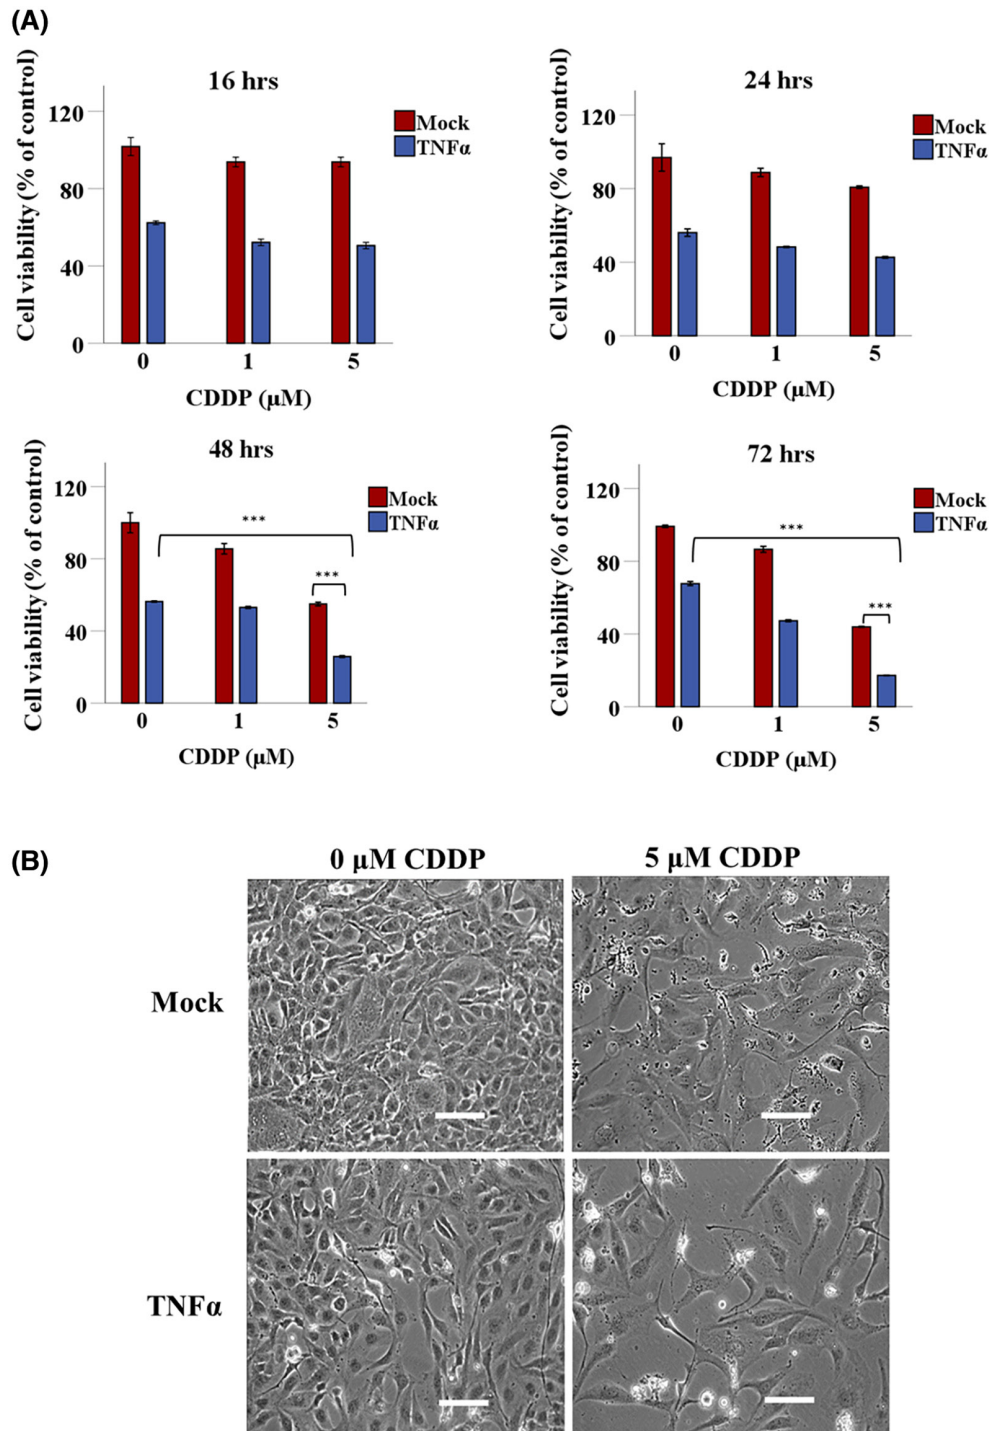 (A)
16 hrs
Cell viability (% of control)
120
80
40
0
0 1 5
CDDP (µM)
Mock
TNFα
24 hrs
Cell viability (% of control)
120
80
40
0
0 1 5
CDDP (µM)
Mock
TNFα
48 hrs
Cell viability (% of control)
120
80
40
0
0 1 5
CDDP (µM)
Mock
TNFα
***
***
72 hrs
Cell viability (% of control)
120
80
40
0
0 1 5
CDDP (µM)
Mock
TNFα
***
***
(B)
0 µM CDDP
5 µM CDDP
Mock
TNFα